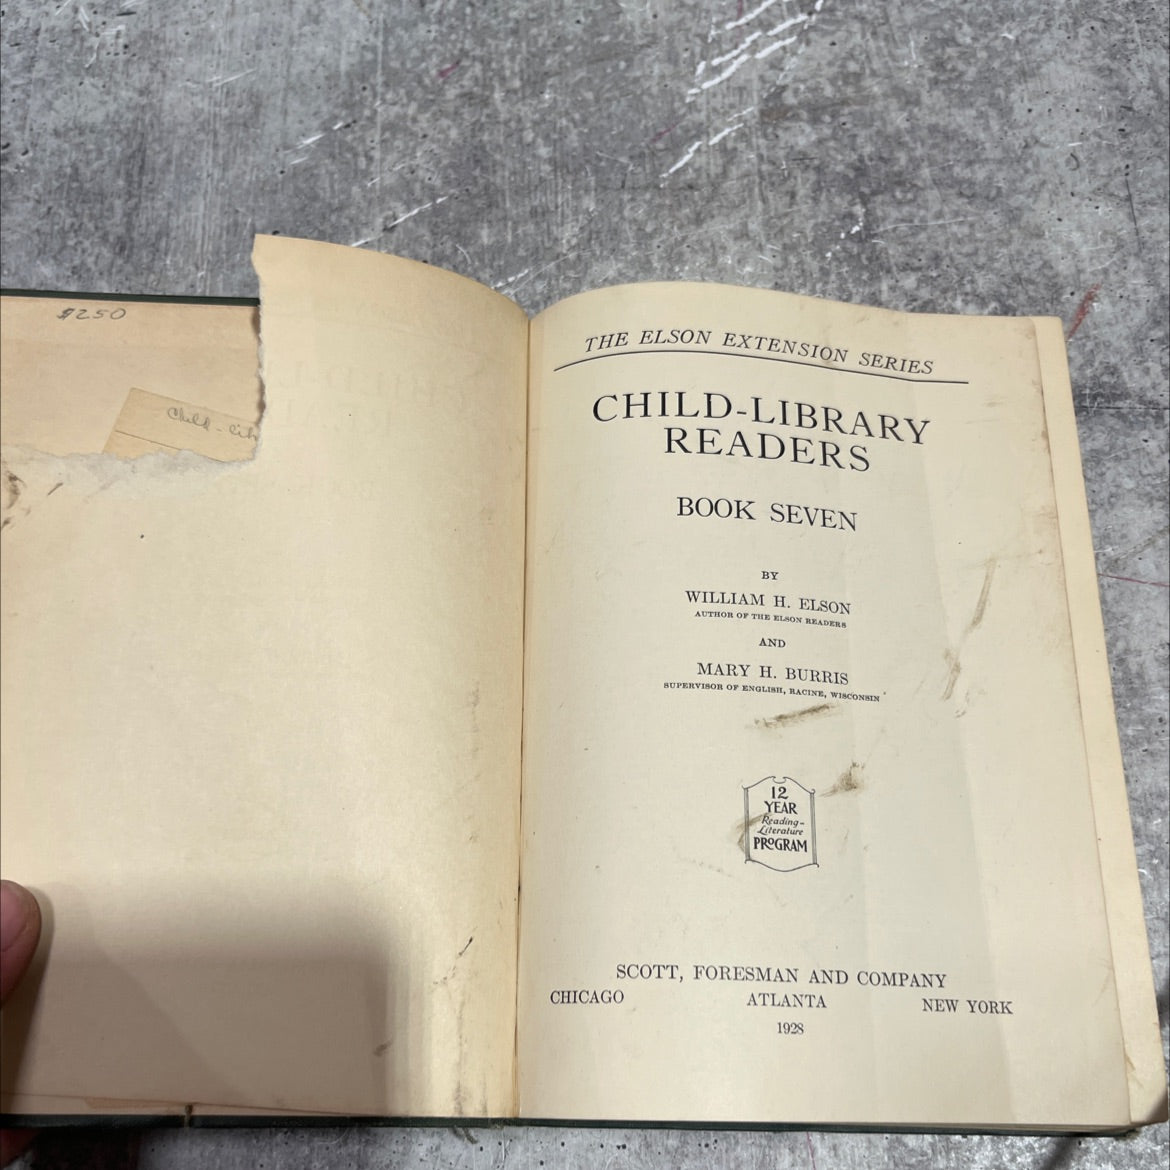 $250
Child - Lib
THE ELSON EXTENSION SERIES
CHILD-LIBRARY
READERS
BOOK SEVEN
BY
WILLIAM H. ELSON
AUTHOR OF THE ELSON READERS
AND
MARY H. BURRIS
SUPERVISOR OF ENGLISH, RACINE, WISCONSIN
12
YEAR
Reading-
Literature
PROGRAM
SCOTT, FORESMAN AND COMPANY
CHICAGO ATLANTA NEW YORK
1928